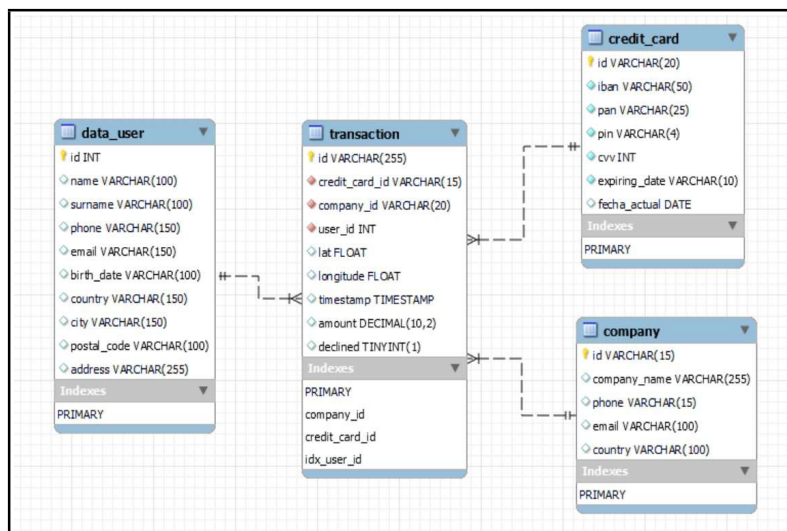 data_user
id INT
name VARCHAR(100)
surname VARCHAR(100)
phone VARCHAR(150)
email VARCHAR(150)
birth_date VARCHAR(100)
country VARCHAR(150)
city VARCHAR(150)
postal_code VARCHAR(100)
address VARCHAR(255)
Indexes
PRIMARY
transaction
id VARCHAR(255)
credit_card_id VARCHAR(15)
company_id VARCHAR(20)
user_id INT
lat FLOAT
longitude FLOAT
timestamp TIMESTAMP
amount DECIMAL(10,2)
declined TINYINT(1)
Indexes
PRIMARY
company_id
credit_card_id
idx_user_id
credit_card
id VARCHAR(20)
iban VARCHAR(50)
pan VARCHAR(25)
pin VARCHAR(4)
cvv INT
expiring_date VARCHAR(10)
fecha_actual DATE
Indexes
PRIMARY
company
id VARCHAR(15)
company_name VARCHAR(255)
phone VARCHAR(15)
email VARCHAR(100)
country VARCHAR(100)
Indexes
PRIMARY